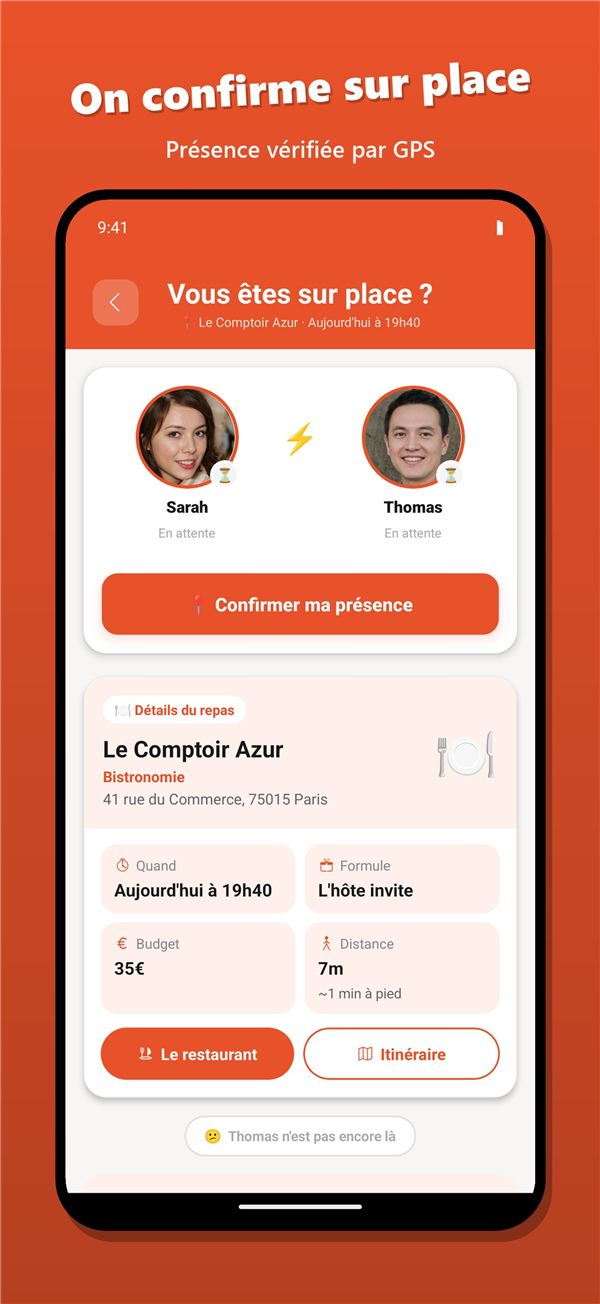 On confirme sur place
Présence vérifiée par GPS
9:41
Vous êtes sur place ?
📍 Le Comptoir Azur · Aujourd'hui à 19h40
Sarah
Thomas
En attente
En attente
📍 Confirmer ma présence
🍽️ Détails du repas
Le Comptoir Azur
Bistronomie
41 rue du Commerce, 75015 Paris
Quand
Aujourd'hui à 19h40
Formule
L'hôte invite
€ Budget
35€
Distance
7m
~1 min à pied
Le restaurant
Itinéraire
😕 Thomas n'est pas encore là